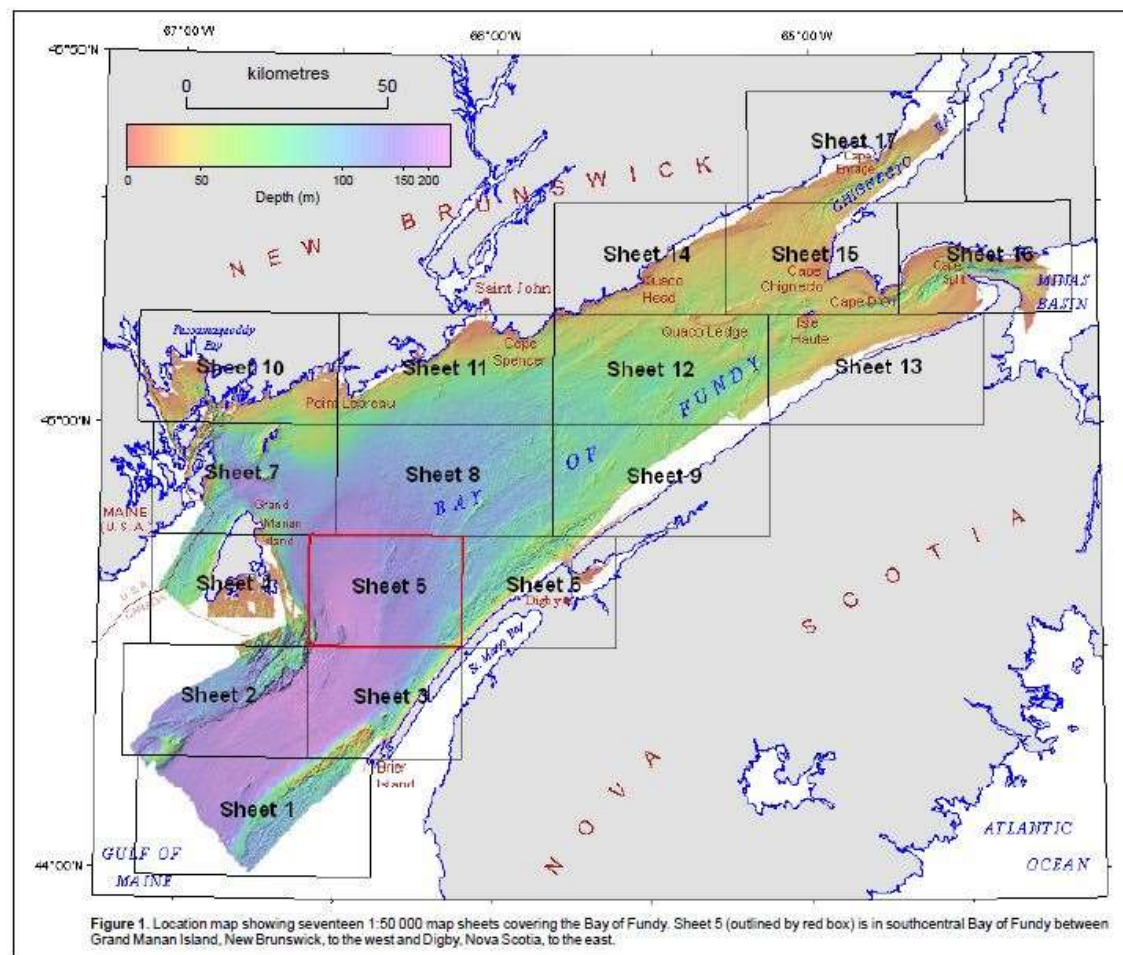 67°00'W
66°00'W
65°00'W
45°50'N
kilometres
0 50
0 50 100 150 200
Depth (m)
NEW BRUNSWICK
Sheet 17
Cape Enrage
CHIGNECTO BAY
Sheet 14
Sheet 15
Sheet 16
Quaco Head
Cape Chignecto
Cape D'Or
Cape Split
MINAS BASIN
Saint John
Passamaquoddy Bay
Sheet 10
Sheet 11
Cape Spencer
Quaco Ledge
Isle Haute
Sheet 12
Sheet 13
Point Lepreau
45°00'N
BAY OF FUNDY
Sheet 7
Sheet 8
Sheet 9
MAINE (U.S.A.)
Grand Manan Island
Sheet 4
Sheet 5
Sheet 6
Digby
U.S.A.
CANADA
St. Marys Bay
NOVA SCOTIA
Sheet 2
Sheet 3
Brier Island
Sheet 1
GULF OF MAINE
44°00'N
ATLANTIC OCEAN
Figure 1. Location map showing seventeen 1:50 000 map sheets covering the Bay of Fundy. Sheet 5 (outlined by red box) is in southcentral Bay of Fundy between
Grand Manan Island, New Brunswick, to the west and Digby, Nova Scotia, to the east.